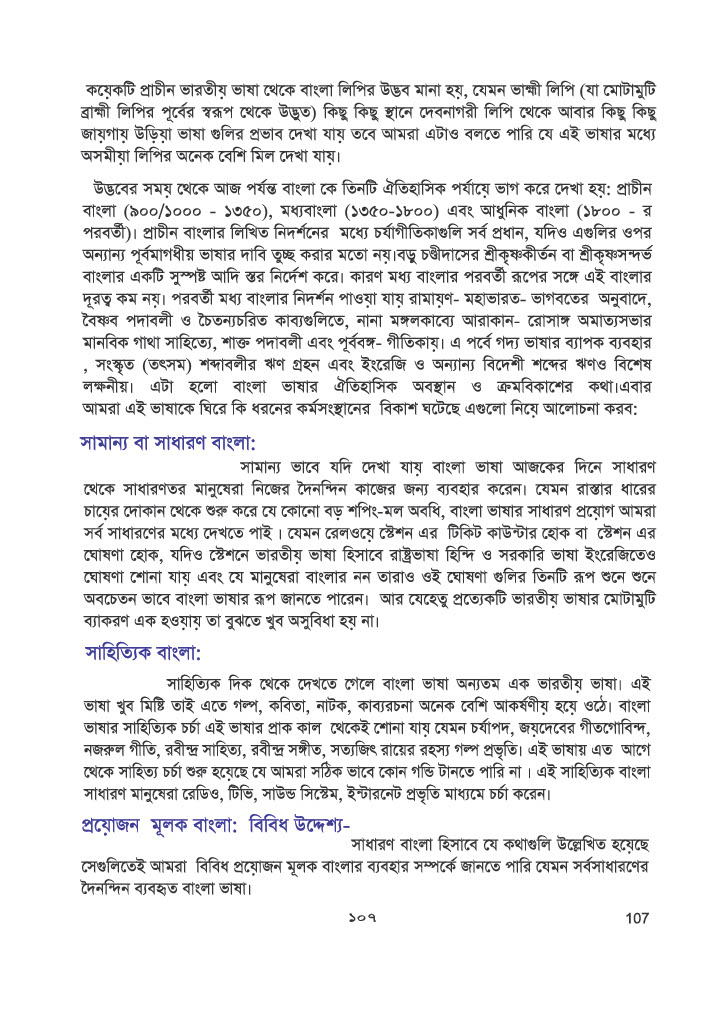 কয়েকটি প্রাচীন ভারতীয় ভাষা থেকে বাংলা লিপির উদ্ভব মানা হয়, যেমন ভাহ্মী লিপি (যা মোটামুটি
ব্রাহ্মী লিপির পূর্বের স্বরূপ থেকে উদ্ভুত) কিছু কিছু স্থানে দেবনাগরী লিপি থেকে আবার কিছু কিছু
জায়গায় উড়িয়া ভাষা গুলির প্রভাব দেখা যায় তবে আমরা এটাও বলতে পারি যে এই ভাষার মধ্যে
অসমীয়া লিপির অনেক বেশি মিল দেখা যায়।
উদ্ভবের সময় থেকে আজ পর্যন্ত বাংলা কে তিনটি ঐতিহাসিক পর্যায়ে ভাগ করে দেখা হয়: প্রাচীন
বাংলা (৯০০/১০০০ - ১৩৫০), মধ্যবাংলা (১৩৫০-১৮০০) এবং আধুনিক বাংলা (১৮০০ - র
পরবর্তী)। প্রাচীন বাংলার লিখিত নিদর্শনের মধ্যে চর্যাগীতিকাগুলি সর্ব প্রধান, যদিও এগুলির ওপর
অন্যান্য পূর্বমাগধীয় ভাষার দাবি তুচ্ছ করার মতো নয়।বড়ু চণ্ডীদাসের শ্রীকৃষ্ণকীর্তন বা শ্রীকৃষ্ণসন্দর্ভ
বাংলার একটি সুস্পষ্ট আদি স্তর নির্দেশ করে। কারণ মধ্য বাংলার পরবর্তী রূপের সঙ্গে এই বাংলার
দূরত্ব কম নয়। পরবর্তী মধ্য বাংলার নিদর্শন পাওয়া যায় রামায়ণ- মহাভারত- ভাগবতের অনুবাদে,
বৈষ্ণব পদাবলী ও চৈতন্যচরিত কাব্যগুলিতে, নানা মঙ্গলকাব্যে আরাকান- রোসাঙ্গ অমাত্যসভার
মানবিক গাথা সাহিত্যে, শাক্ত পদাবলী এবং পূর্ববঙ্গ- গীতিকায়। এ পর্বে গদ্য ভাষার ব্যাপক ব্যবহার
, সংস্কৃত (তৎসম) শব্দাবলীর ঋণ গ্রহন এবং ইংরেজি ও অন্যান্য বিদেশী শব্দের ঋণও বিশেষ
লক্ষনীয়। এটা হলো বাংলা ভাষার ঐতিহাসিক অবস্থান ও ক্রমবিকাশের কথা।এবার
আমরা এই ভাষাকে ঘিরে কি ধরনের কর্মসংস্থানের বিকাশ ঘটেছে এগুলো নিয়ে আলোচনা করব:
সামান্য বা সাধারণ বাংলা:
সামান্য ভাবে যদি দেখা যায় বাংলা ভাষা আজকের দিনে সাধারণ
থেকে সাধারণতর মানুষেরা নিজের দৈনন্দিন কাজের জন্য ব্যবহার করেন। যেমন রাস্তার ধারের
চায়ের দোকান থেকে শুরু করে যে কোনো বড় শপিং-মল অবধি, বাংলা ভাষার সাধারণ প্রয়োগ আমরা
সর্ব সাধারণের মধ্যে দেখতে পাই । যেমন রেলওয়ে স্টেশন এর টিকিট কাউন্টার হোক বা স্টেশন এর
ঘোষণা হোক, যদিও স্টেশনে ভারতীয় ভাষা হিসাবে রাষ্ট্রভাষা হিন্দি ও সরকারি ভাষা ইংরেজিতেও
ঘোষণা শোনা যায় এবং যে মানুষেরা বাংলার নন তারাও ওই ঘোষণা গুলির তিনটি রূপ শুনে শুনে
অবচেতন ভাবে বাংলা ভাষার রূপ জানতে পারেন। আর যেহেতু প্রত্যেকটি ভারতীয় ভাষার মোটামুটি
ব্যাকরণ এক হওয়ায় তা বুঝতে খুব অসুবিধা হয় না।
সাহিত্যিক বাংলা:
সাহিত্যিক দিক থেকে দেখতে গেলে বাংলা ভাষা অন্যতম এক ভারতীয় ভাষা। এই
ভাষা খুব মিষ্টি তাই এতে গল্প, কবিতা, নাটক, কাব্যরচনা অনেক বেশি আকর্ষণীয় হয়ে ওঠে। বাংলা
ভাষার সাহিত্যিক চর্চা এই ভাষার প্রাক কাল থেকেই শোনা যায় যেমন চর্যাপদ, জয়দেবের গীতগোবিন্দ,
নজরুল গীতি, রবীন্দ্র সাহিত্য, রবীন্দ্র সঙ্গীত, সত্যজিৎ রায়ের রহস্য গল্প প্রভৃতি। এই ভাষায় এত আগে
থেকে সাহিত্য চর্চা শুরু হয়েছে যে আমরা সঠিক ভাবে কোন গন্ডি টানতে পারি না । এই সাহিত্যিক বাংলা
সাধারণ মানুষেরা রেডিও, টিভি, সাউন্ড সিস্টেম, ইন্টারনেট প্রভৃতি মাধ্যমে চর্চা করেন।
প্রয়োজন মূলক বাংলা: বিবিধ উদ্দেশ্য-
সাধারণ বাংলা হিসাবে যে কথাগুলি উল্লেখিত হয়েছে
সেগুলিতেই আমরা বিবিধ প্রয়োজন মূলক বাংলার ব্যবহার সম্পর্কে জানতে পারি যেমন সর্বসাধারণের
দৈনন্দিন ব্যবহৃত বাংলা ভাষা।
১০৭ 107